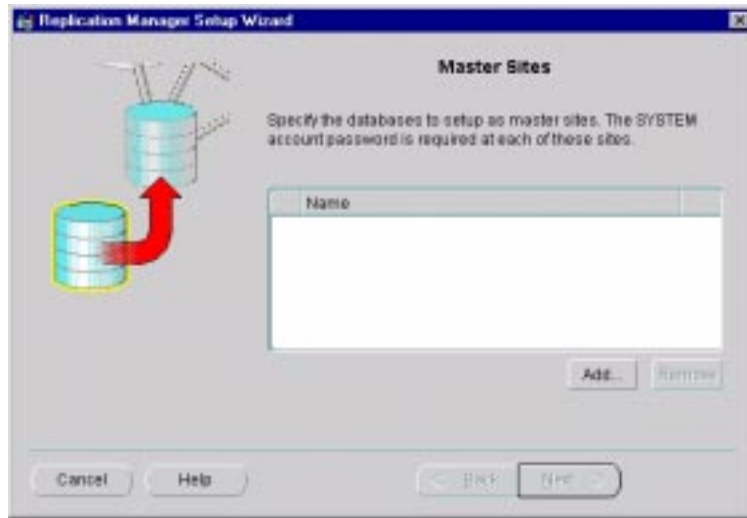 Replication Manager Setup Wizard
Master Sites
Specify the databases to setup as master sites. The SYSTEM
account password is required at each of these sites.
Name
Add...
Remove
Cancel
Help
< Back
Next >